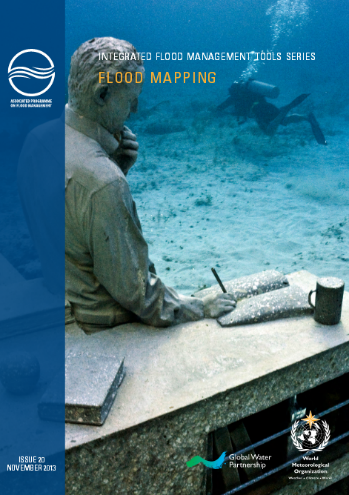 INTEGRATED FLOOD MANAGEMENT TOOLS SERIES
FLOOD MAPPING
ASSOCIATED PROGRAMME
ON FLOOD MANAGEMENT
ISSUE 20
NOVEMBER 2013
Global Water
Partnership
World
Meteorological
Organization
Weather • Climate • Water